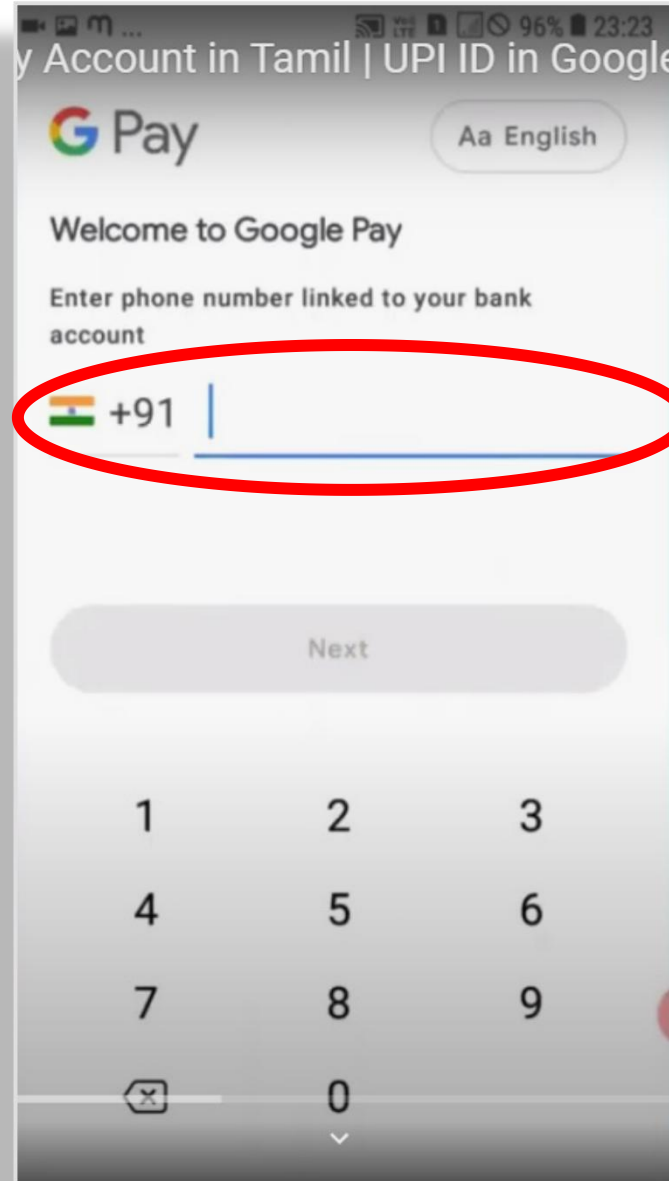 96% 23:23
y Account in Tamil | UPI ID in Google
G Pay
Aa English
Welcome to Google Pay
Enter phone number linked to your bank
account
+91
Next
1 2 3
4 5 6
7 8 9
0